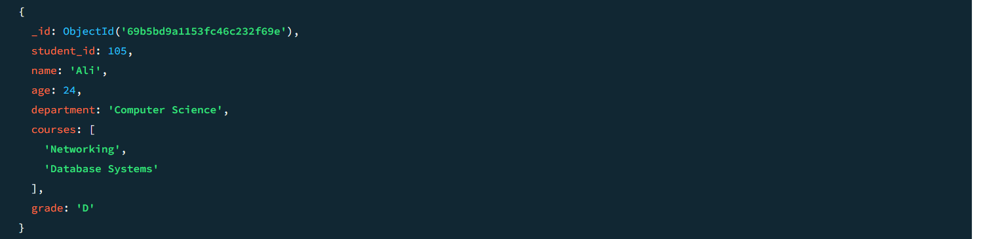 {
  _id: ObjectId('69b5bd9a1153fc46c232f69e'),
  student_id: 105,
  name: 'Ali',
  age: 24,
  department: 'Computer Science',
  courses: [
    'Networking',
    'Database Systems'
  ],
  grade: 'D'
}